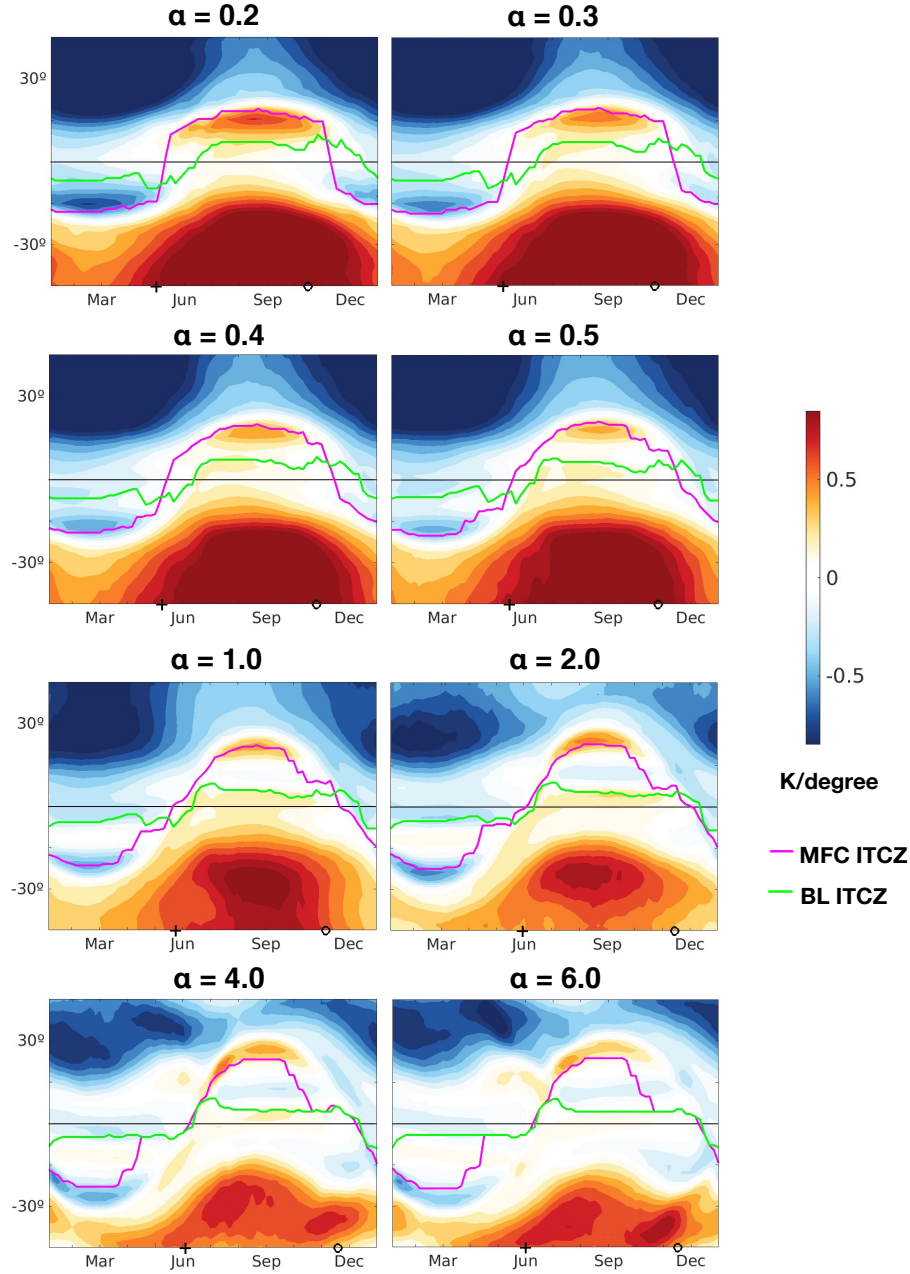 α = 0.2 α = 0.3
30º
-30º
Mar Jun Sep Dec Mar Jun Sep Dec
α = 0.4 α = 0.5
30º
-30º
Mar Jun Sep Dec Mar Jun Sep Dec
α = 1.0 α = 2.0
30º
-30º
Mar Jun Sep Dec Mar Jun Sep Dec
α = 4.0 α = 6.0
30º
-30º
Mar Jun Sep Dec Mar Jun Sep Dec
0.5
0
-0.5
K/degree
MFC ITCZ
BL ITCZ